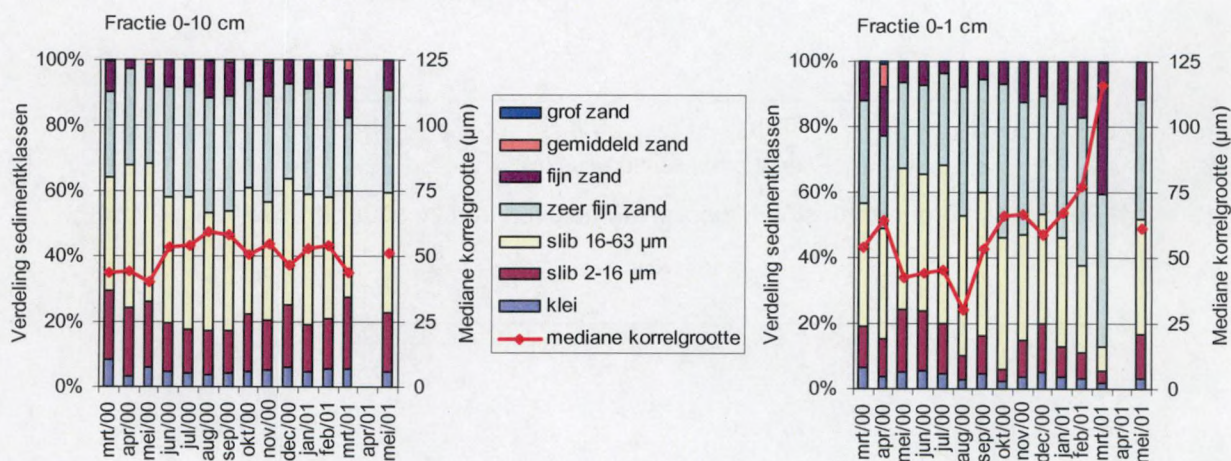 Fractie 0-10 cm
Verdeling sedimentklassen
100%
80%
60%
40%
20%
0%
125
100
75
50
25
0
Mediane korrelgrootte (µm)
mrt/00
apr/00
mei/00
jun/00
jul/00
aug/00
sep/00
okt/00
nov/00
dec/00
jan/01
feb/01
mrt/01
apr/01
mei/01
grof zand
gemiddeld zand
fijn zand
zeer fijn zand
slib 16-63 µm
slib 2-16 µm
klei
mediane korrelgrootte
Fractie 0-1 cm
Verdeling sedimentklassen
100%
80%
60%
40%
20%
0%
125
100
75
50
25
0
Mediane korrelgrootte (µm)
mrt/00
apr/00
mei/00
jun/00
jul/00
aug/00
sep/00
okt/00
nov/00
dec/00
jan/01
feb/01
mrt/01
apr/01
mei/01